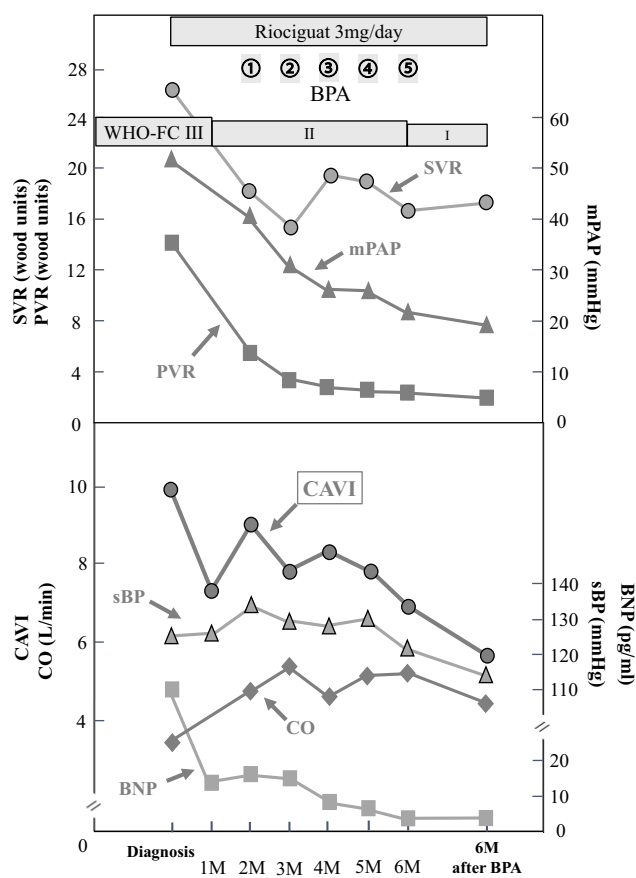 Riociguat 3mg/day
① ② ③ ④ ⑤
BPA
WHO-FC III II I
28
24
20
16
12
8
4
0
SVR (wood units)
PVR (wood units)
60
50
40
30
20
10
0
mPAP (mmHg)
SVR
mPAP
PVR
10
8
6
4
0
CAVI
CO (L/min)
140
130
120
110
20
10
0
sBP (mmHg)
BNP (pg/ml)
CAVI
sBP
CO
BNP
Diagnosis 1M 2M 3M 4M 5M 6M 6M
after BPA